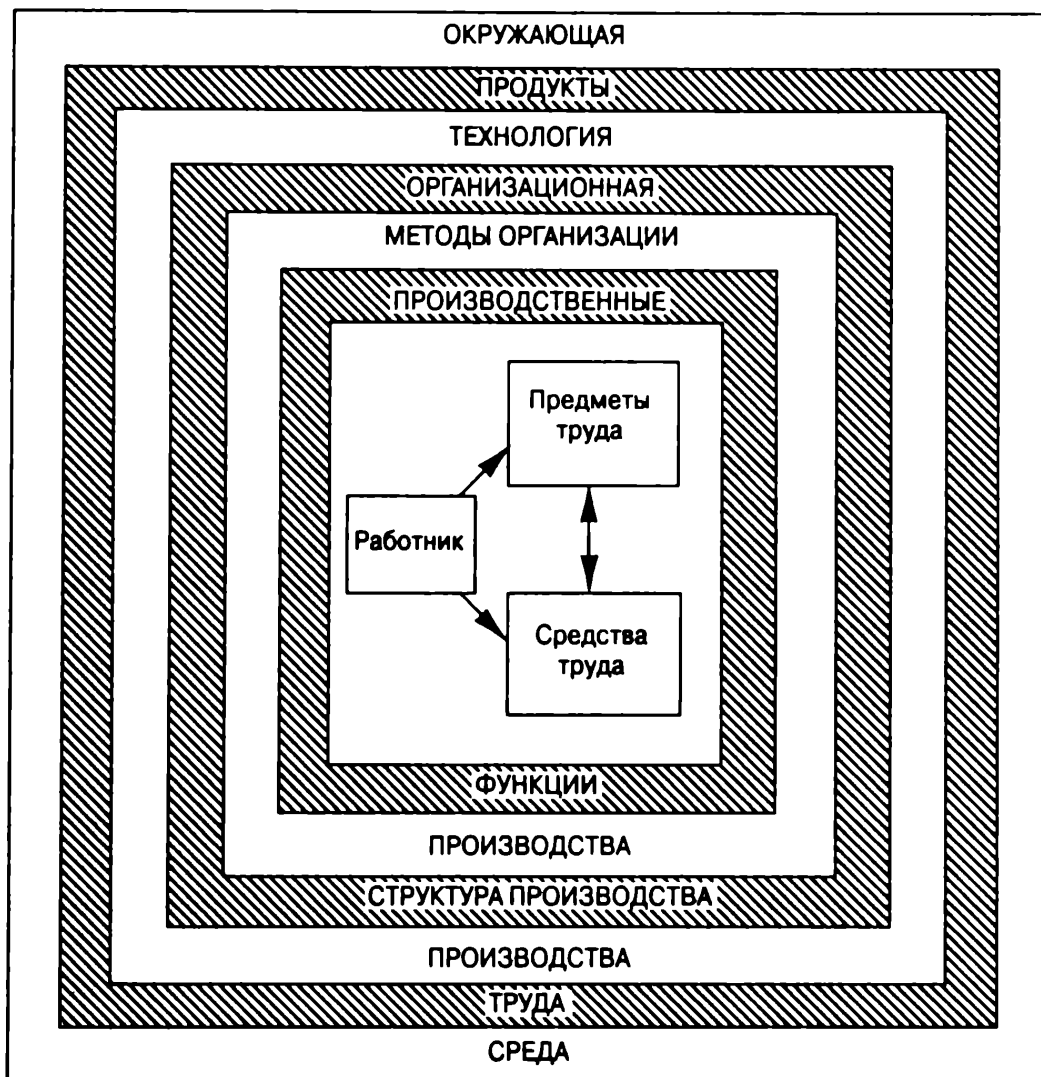 ОКРУЖАЮЩАЯ
ПРОДУКТЫ
ТЕХНОЛОГИЯ
ОРГАНИЗАЦИОННАЯ
МЕТОДЫ ОРГАНИЗАЦИИ
ПРОИЗВОДСТВЕННЫЕ
Предметы
труда
Работник
Средства
труда
ФУНКЦИИ
ПРОИЗВОДСТВА
СТРУКТУРА ПРОИЗВОДСТВА
ПРОИЗВОДСТВА
ТРУДА
СРЕДА